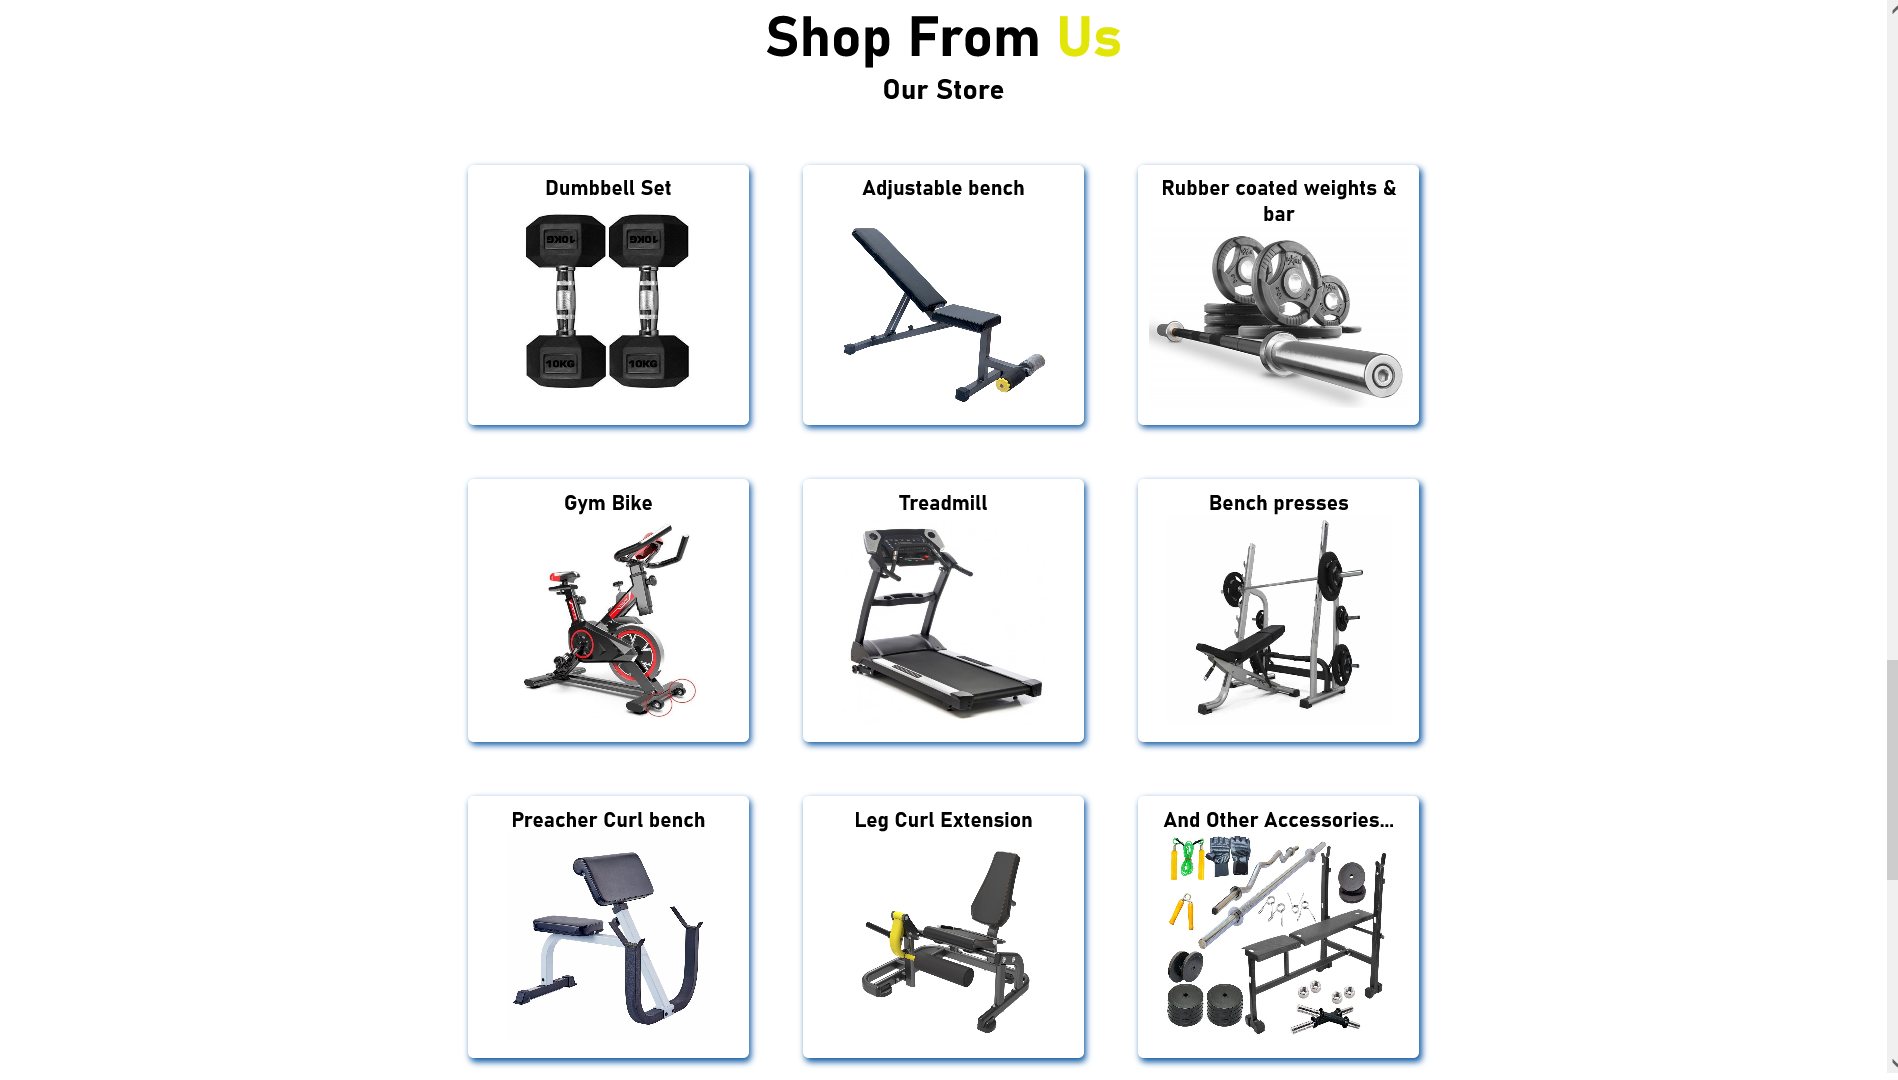 Shop From Us
Our Store
Dumbbell Set
Adjustable bench
Rubber coated weights &
bar
10KG
10KG
10KG
10KG
Gym Bike
Treadmill
Bench presses
Preacher Curl bench
Leg Curl Extension
And Other Accessories...